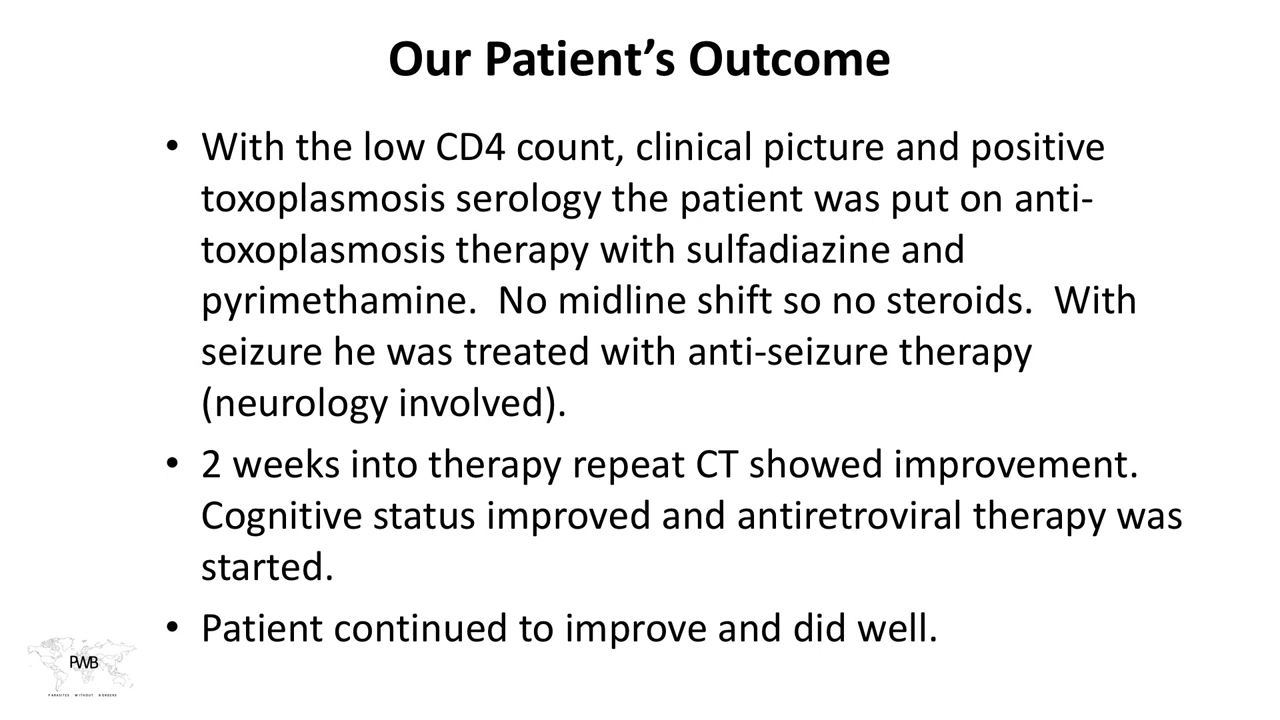 Our Patient’s Outcome
• With the low CD4 count, clinical picture and positive
toxoplasmosis serology the patient was put on anti-
toxoplasmosis therapy with sulfadiazine and
pyrimethamine.  No midline shift so no steroids.  With
seizure he was treated with anti-seizure therapy
(neurology involved).
• 2 weeks into therapy repeat CT showed improvement.
Cognitive status improved and antiretroviral therapy was
started.
• Patient continued to improve and did well.
PWB
PARASITES WITHOUT BORDERS